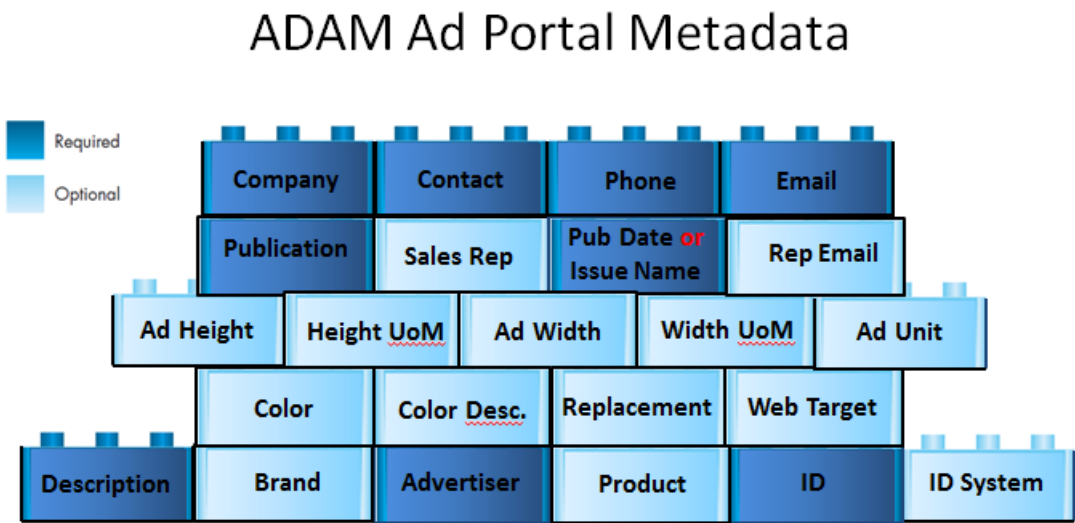 ADAM Ad Portal Metadata
Required
Optional
Company
Contact
Phone
Email
Publication
Sales Rep
Pub Date or
Issue Name
Rep Email
Ad Height
Height UoM
Ad Width
Width UoM
Ad Unit
Color
Color Desc.
Replacement
Web Target
Description
Brand
Advertiser
Product
ID
ID System